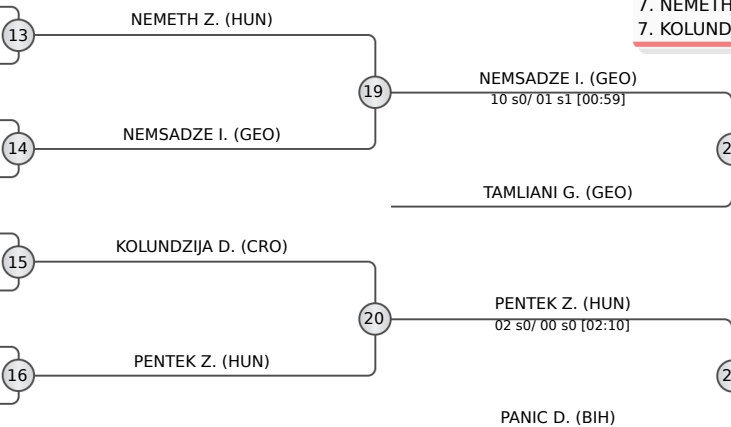 7. NEMETH
NEMETH Z. (HUN)
7. KOLUND
13
NEMSADZE I. (GEO)
19
10 s0/ 01 s1 [00:59]
NEMSADZE I. (GEO)
14
2
TAMLIANI G. (GEO)
KOLUNDZIJA D. (CRO)
15
PENTEK Z. (HUN)
20
02 s0/ 00 s0 [02:10]
PENTEK Z. (HUN)
16
2
PANIC D. (BIH)